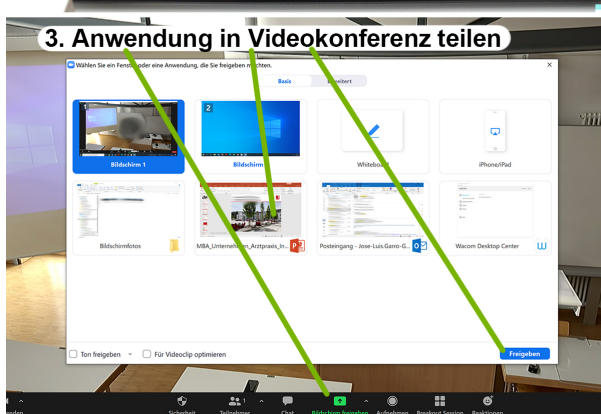 3. Anwendung in Videokonferenz teilen
Wählen Sie ein Fenster oder eine Anwendung, die Sie freigeben möchten.
Basis
Erweitert
1
Bildschirm 1
2
Bildschirm
Whiteboard
iPhone/iPad
Bildschirmfotos
MBA_Unternehmen_Arztpraxis_In...
Posteingang - Jose-Luis.Garro-G...
Wacom Desktop Center
Ton freigeben
Für Videoclip optimieren
Freigeben
Sicherheit
Teilnehmer
Chat
Bildschirm freigeben
Aufnehmen
Breakout Session
Reaktionen